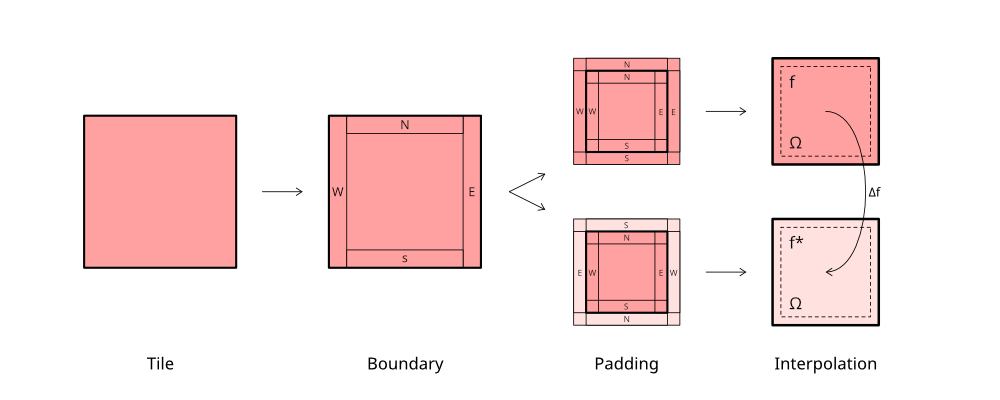 N
W
E
s
N
N
W
W
E
E
S
S
S
N
E
W
E
W
S
N
f
Ω
Δf
f*
Ω
Tile
Boundary
Padding
Interpolation